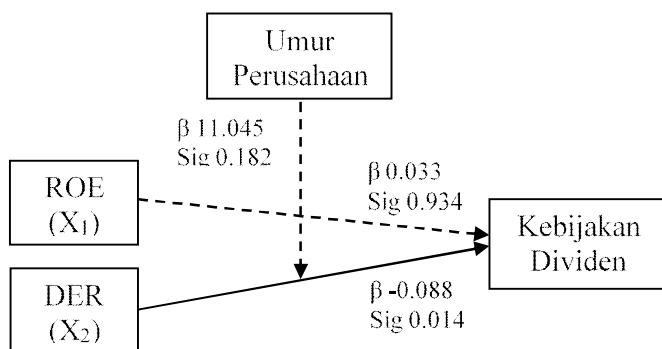 Umur
Perusahaan
β 11.045
Sig 0.182
ROE
(X₁)
β 0.033
Sig 0.934
Kebijakan
Dividen
DER
(X₂)
β -0.088
Sig 0.014